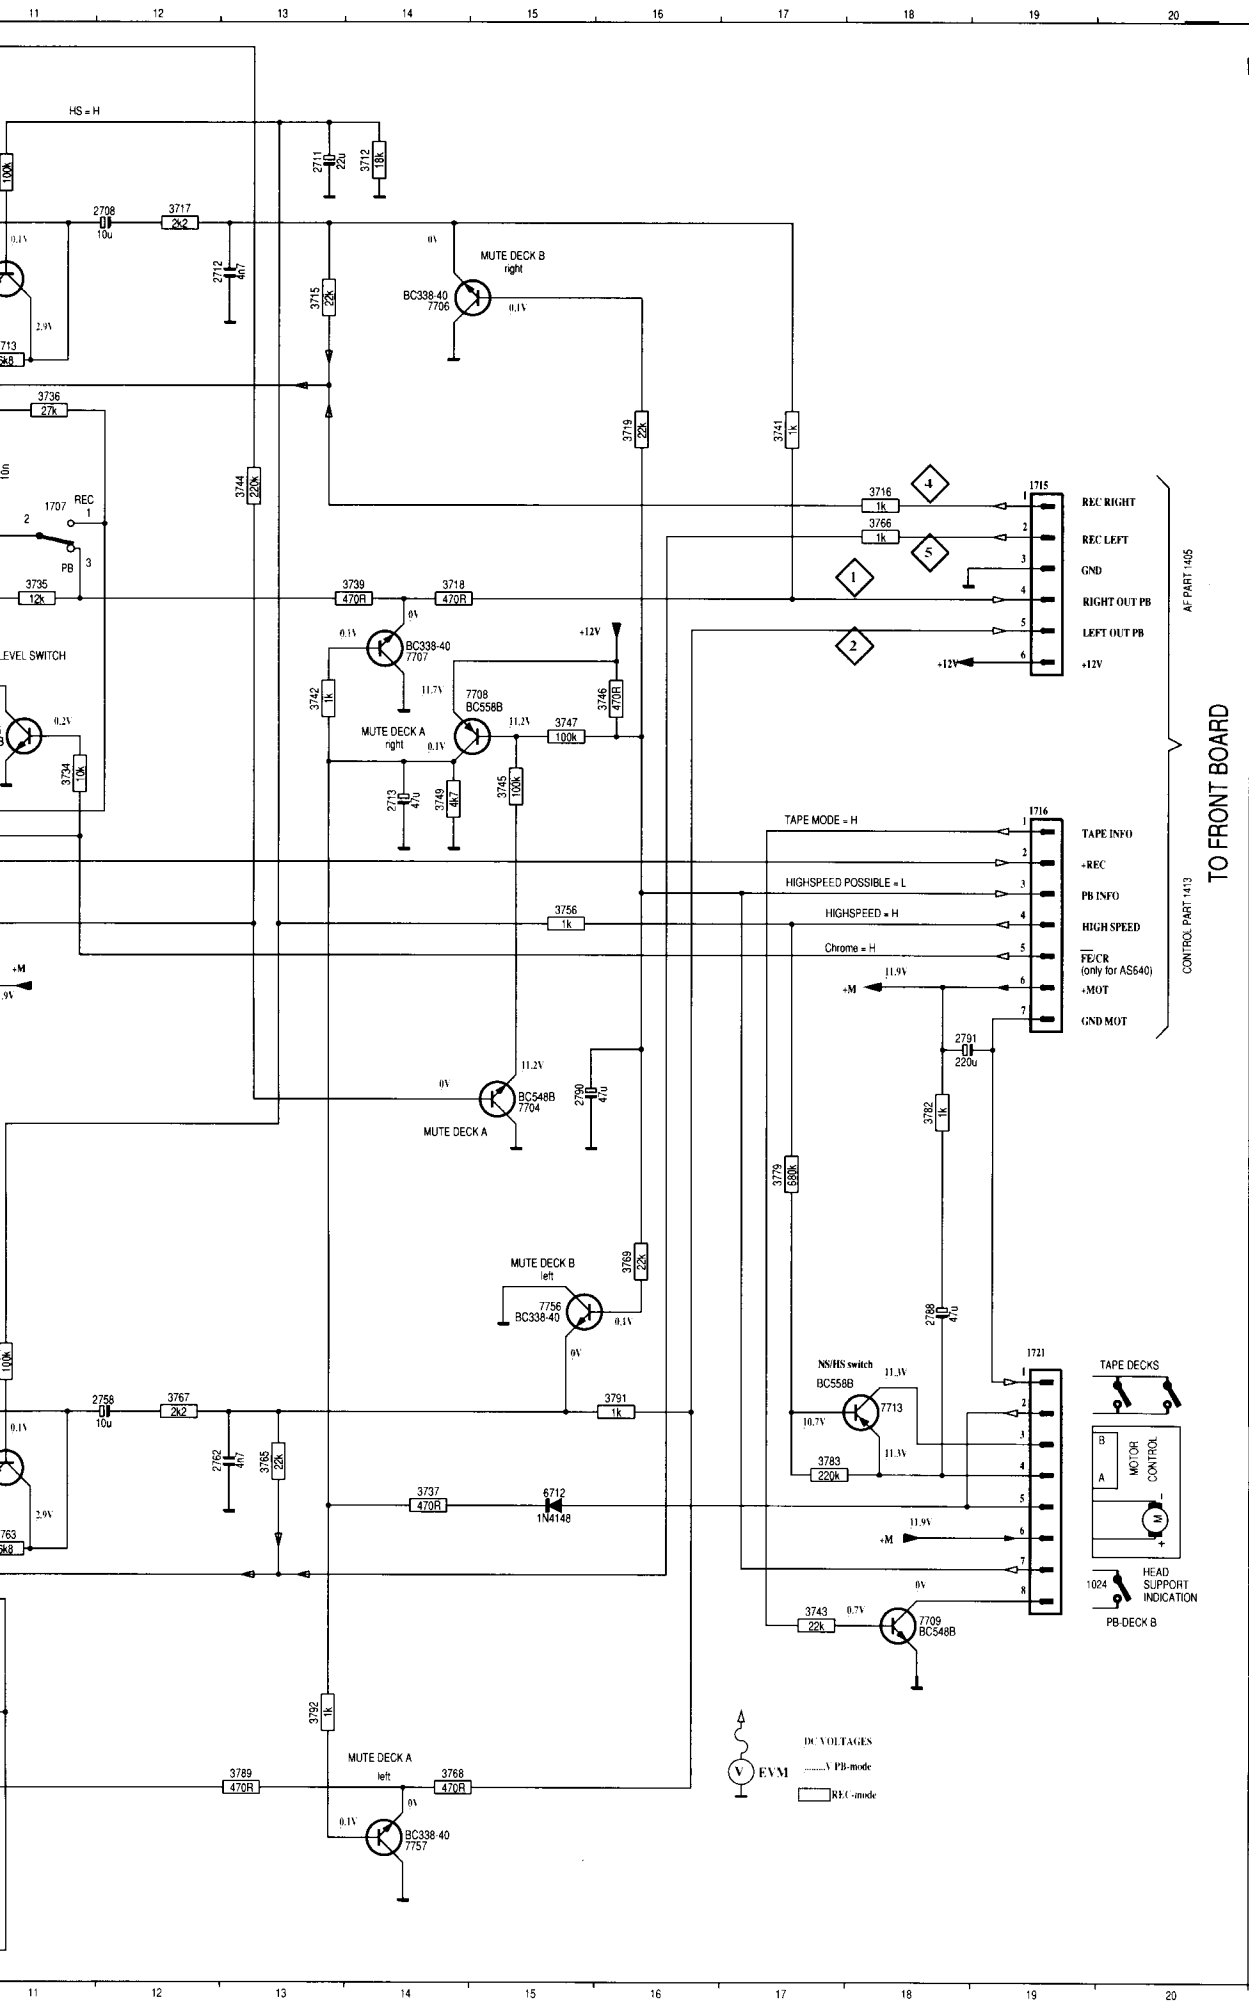 11 12 13 14 15 16 17 18 19 20
HS = H
100k
2711
22u
3712
18k
2708
10u
3717
2k2
0.1V
2712
4n7
3715
22k
0V
MUTE DECK B
right
BC338-40
7706
0.1V
2.9V
713
3736
27k
3719
22k
3741
1k
10n
3744
220k
REC
1707
1
2
PB
3
3716
1k
4
1715
1
REC RIGHT
3766
1k
5
2
REC LEFT
3
GND
3735
12k
3739
470R
3718
470R
1
4
RIGHT OUT PB
AF PART 1405
0V
0.1V
BC338-40
7707
+12V
2
5
LEFT OUT PB
LEVEL SWITCH
+12V
6
+12V
3742
1k
11.7V
7708
BC558B
3746
470R
0.2V
MUTE DECK A
right
0.1V
11.2V
3747
100k
TO FRONT BOARD
3734
10k
2713
47u
3749
4k7
3745
100k
1716
TAPE MODE = H
1
TAPE INFO
2
+REC
HIGHSPEED POSSIBLE = L
3
PB INFO
3756
1k
HIGHSPEED = H
4
HIGH SPEED
CONTROL PART 1413
Chrome = H
5
FE/CR
(only for AS640)
+M
11.9V
+M
6
+MOT
7
GND MOT
2791
220u
11.2V
0V
BC548B
7704
MUTE DECK A
2790
47u
3782
1k
3779
680k
3769
22k
MUTE DECK B
left
7756
BC338-40
0.1V
0V
2788
47u
100k
NS/HS switch
BC558B
11.3V
7713
10.7V
11.3V
1721
1
TAPE DECKS
2758
10u
3767
2k2
3791
1k
2
0.1V
2762
4n7
3765
22k
3
B
A
MOTOR
CONTROL
3783
220k
4
2.9V
3737
470R
6712
1N4148
5
M
-
+
763
+M
11.9V
6
7
1024
HEAD
SUPPORT
INDICATION
0V
8
3743
22k
0.7V
7709
BC548B
PB-DECK B
3792
1k
MUTE DECK A
left
DC VOLTAGES
V
EVM
........V PB-mode
REC-mode
3789
470R
3768
470R
0V
0.1V
BC338-40
7757
11 12 13 14 15 16 17 18 19 20